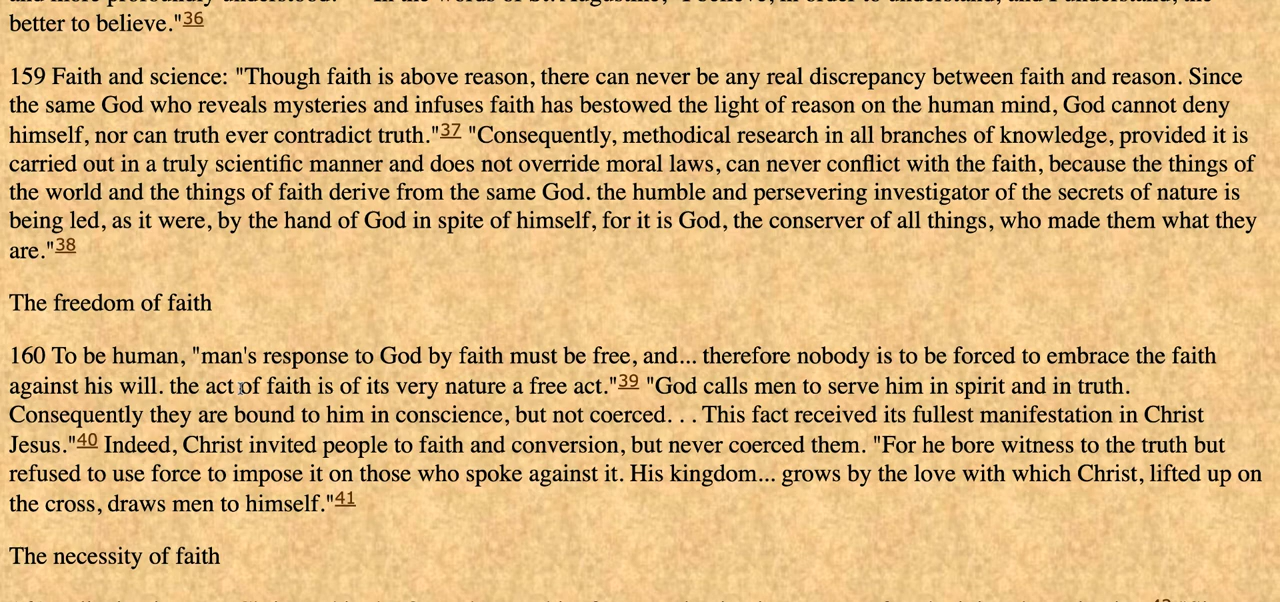 better to believe."36
159 Faith and science: "Though faith is above reason, there can never be any real discrepancy between faith and reason. Since
the same God who reveals mysteries and infuses faith has bestowed the light of reason on the human mind, God cannot deny
himself, nor can truth ever contradict truth."37 "Consequently, methodical research in all branches of knowledge, provided it is
carried out in a truly scientific manner and does not override moral laws, can never conflict with the faith, because the things of
the world and the things of faith derive from the same God. the humble and persevering investigator of the secrets of nature is
being led, as it were, by the hand of God in spite of himself, for it is God, the conserver of all things, who made them what they
are."38
The freedom of faith
160 To be human, "man's response to God by faith must be free, and... therefore nobody is to be forced to embrace the faith
against his will. the act of faith is of its very nature a free act."39 "God calls men to serve him in spirit and in truth.
Consequently they are bound to him in conscience, but not coerced. . . This fact received its fullest manifestation in Christ
Jesus."40 Indeed, Christ invited people to faith and conversion, but never coerced them. "For he bore witness to the truth but
refused to use force to impose it on those who spoke against it. His kingdom... grows by the love with which Christ, lifted up on
the cross, draws men to himself."41
The necessity of faith